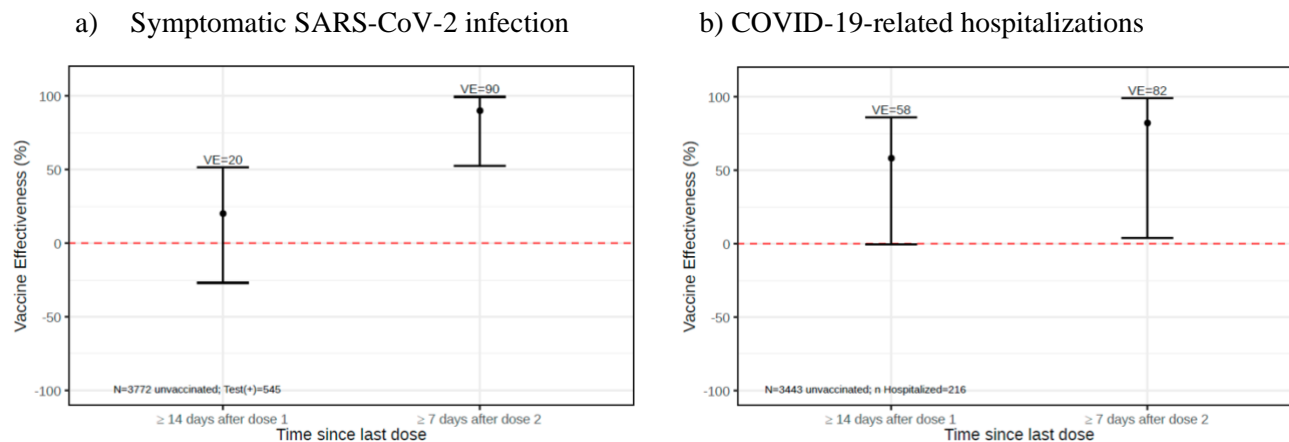 a) Symptomatic SARS-CoV-2 infection
b) COVID-19-related hospitalizations
Vaccine Effectiveness (%)
100
50
0
-50
-100
VE=20
VE=90
N=3772 unvaccinated; Test(+)=545
≥ 14 days after dose 1
≥ 7 days after dose 2
Time since last dose
Vaccine Effectiveness (%)
100
50
0
-50
-100
VE=58
VE=82
N=3443 unvaccinated; n Hospitalized=216
≥ 14 days after dose 1
≥ 7 days after dose 2
Time since last dose